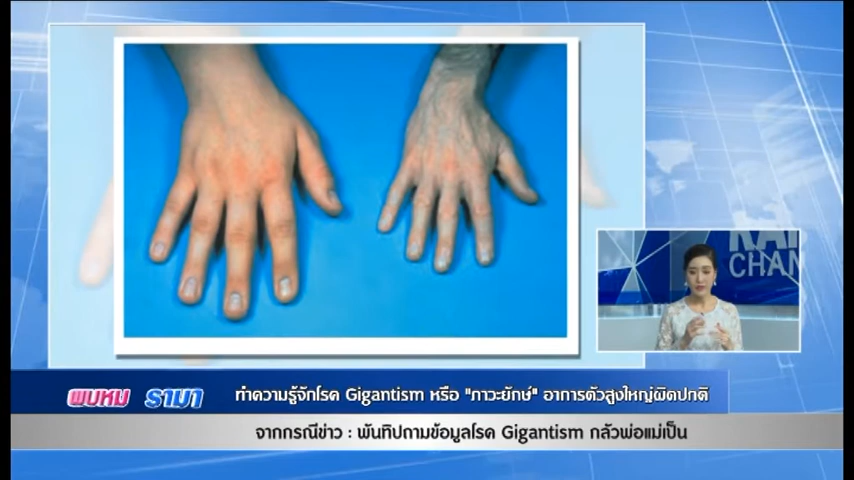 CHAN
พบหมอ รามา
ทำความรู้จักโรค Gigantism หรือ "ภาวะยักษ์" อาการตัวสูงใหญ่ผิดปกติ
จากกรณีข่าว : พันทิปถามข้อมูลโรค Gigantism กลัวพ่อแม่เป็น